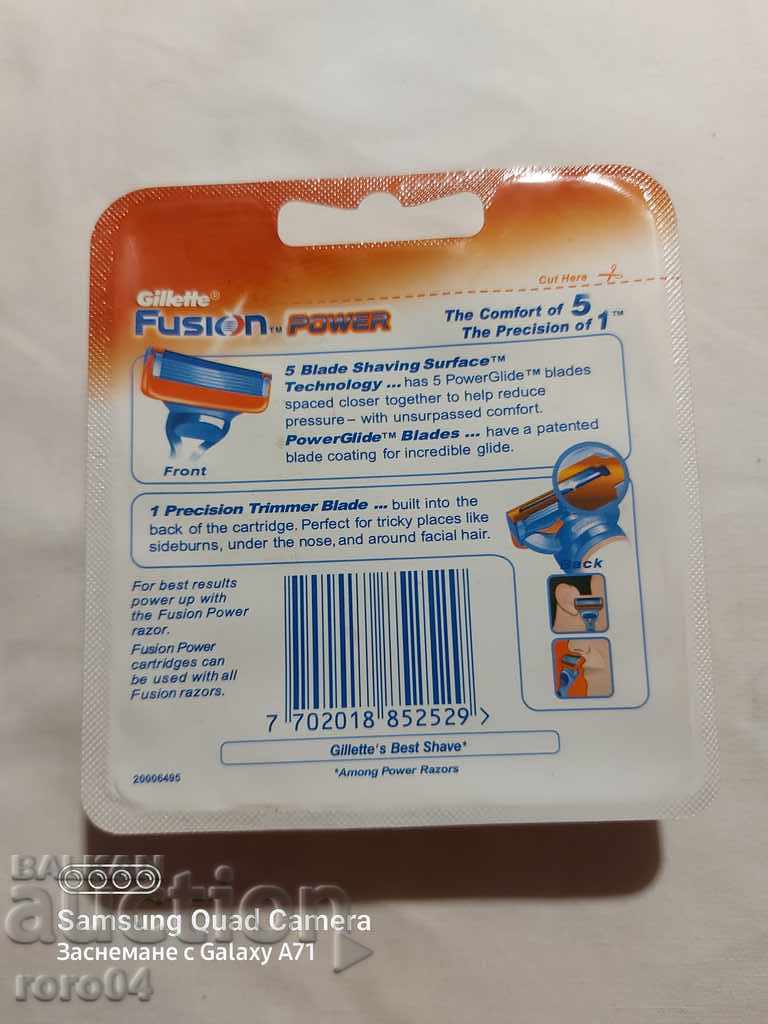 Cut Here
Gillette®
Fusion™ POWER
The Comfort of 5
The Precision of 1™
5 Blade Shaving Surface™
Technology ... has 5 PowerGlide™ blades
spaced closer together to help reduce
pressure – with unsurpassed comfort.
PowerGlide™ Blades ... have a patented
blade coating for incredible glide.
Front
1 Precision Trimmer Blade ... built into the
back of the cartridge. Perfect for tricky places like
sideburns, under the nose, and around facial hair.
Back
For best results
power up with
the Fusion Power
razor.
Fusion Power
cartridges can
be used with all
Fusion razors.
7 702018 852529 >
Gillette's Best Shave*
*Among Power Razors
20006495
БАЛКАН
auction
Samsung Quad Camera
Заснемане с Galaxy A71
roro04